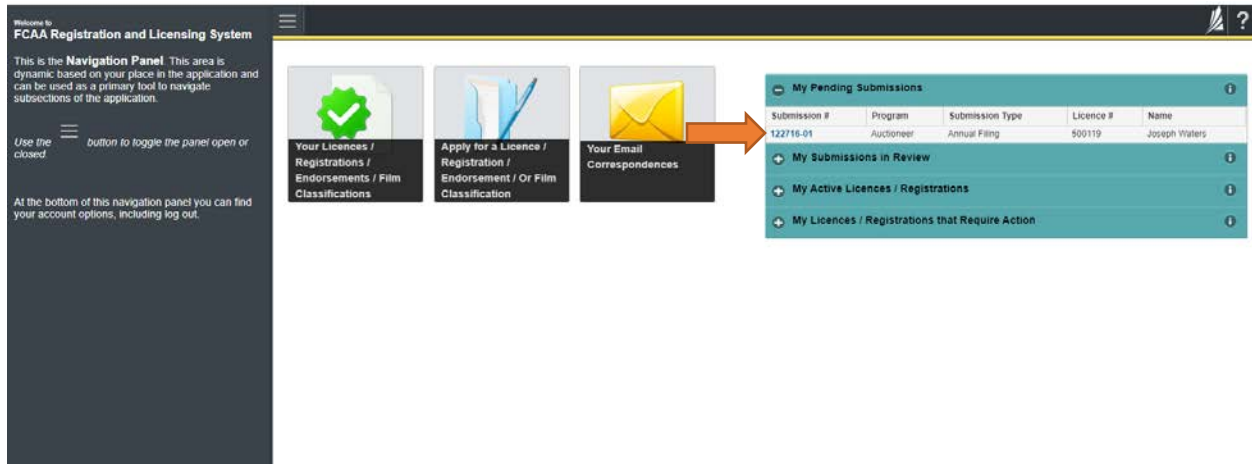 Welcome to
FCAA Registration and Licensing System
This is the Navigation Panel. This area is
dynamic based on your place in the application and
can be used as a primary tool to navigate
subsections of the application.
Use the button to toggle the panel open or
closed.
At the bottom of this navigation panel you can find
your account options, including log out.
?
Your Licences /
Registrations /
Endorsements / Film
Classifications
Apply for a Licence /
Registration /
Endorsement / Or Film
Classification
Your Email
Correspondences
My Pending Submissions
Submission # Program Submission Type Licence # Name
122716-01 Auctioneer Annual Filing 500119 Joseph Waters
My Submissions in Review
My Active Licences / Registrations
My Licences / Registrations that Require Action